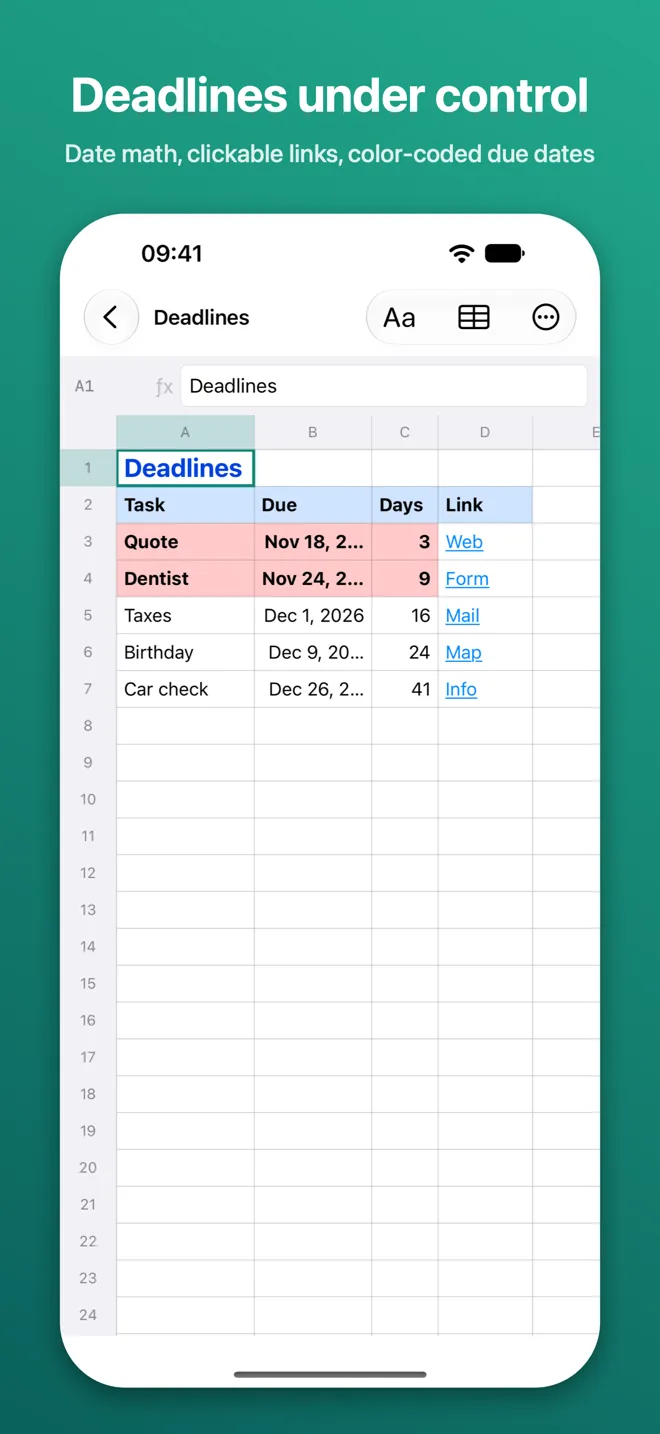 Deadlines under control
Date math, clickable links, color-coded due dates
09:41
Deadlines
Aa
A1 fx Deadlines
A B C D E
1 Deadlines
2 Task Due Days Link
3 Quote Nov 18, 2... 3 Web
4 Dentist Nov 24, 2... 9 Form
5 Taxes Dec 1, 2026 16 Mail
6 Birthday Dec 9, 20... 24 Map
7 Car check Dec 26, 2... 41 Info
8
9
10
11
12
13
14
15
16
17
18
19
20
21
22
23
24